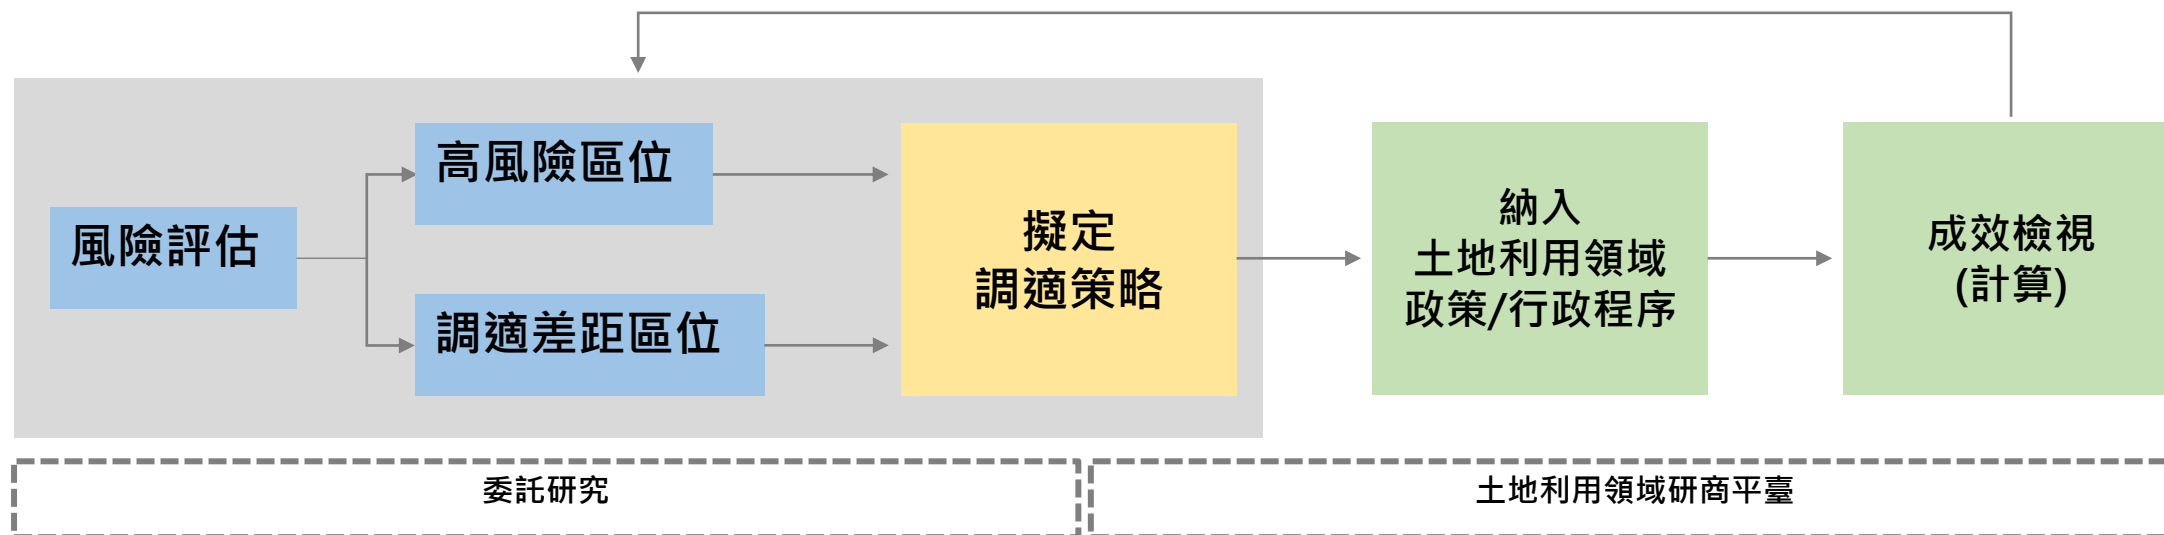 風險評估
高風險區位
調適差距區位
擬定
調適策略
納入
土地利用領域
政策/行政程序
成效檢視
(計算)
委託研究
土地利用領域研商平臺